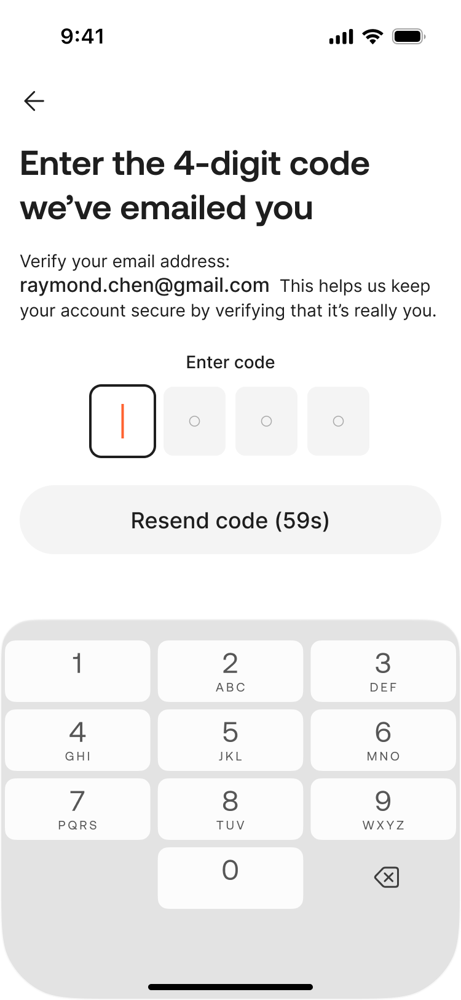 9:41
Enter the 4-digit code
we’ve emailed you
Verify your email address:
raymond.chen@gmail.com This helps us keep
your account secure by verifying that it’s really you.
Enter code
Resend code (59s)
1
2
ABC
3
DEF
4
GHI
5
JKL
6
MNO
7
PQRS
8
TUV
9
WXYZ
0